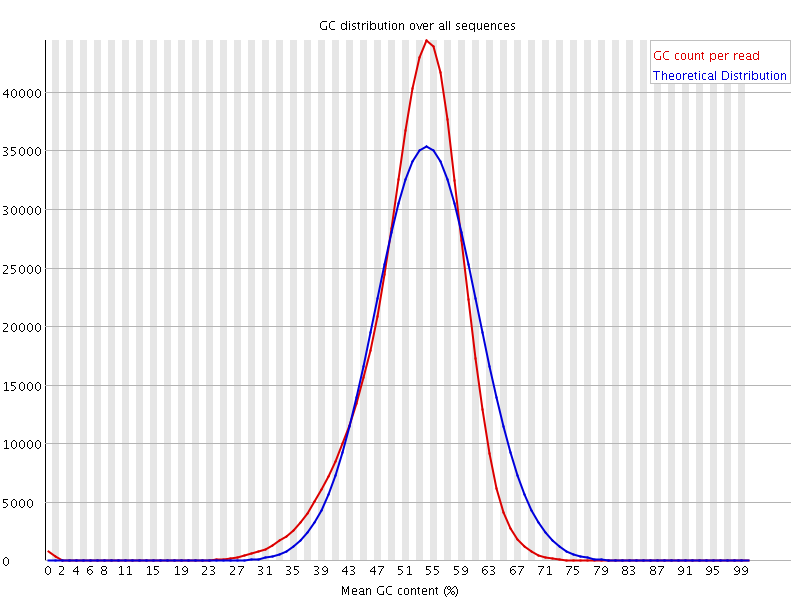 GC distribution over all sequences
GC count per read
Theoretical Distribution
40000
35000
30000
25000
20000
15000
10000
5000
0
0 2 4 6 8 11 15 19 23 27 31 35 39 43 47 51 55 59 63 67 71 75 79 83 87 91 95 99
Mean GC content (%)